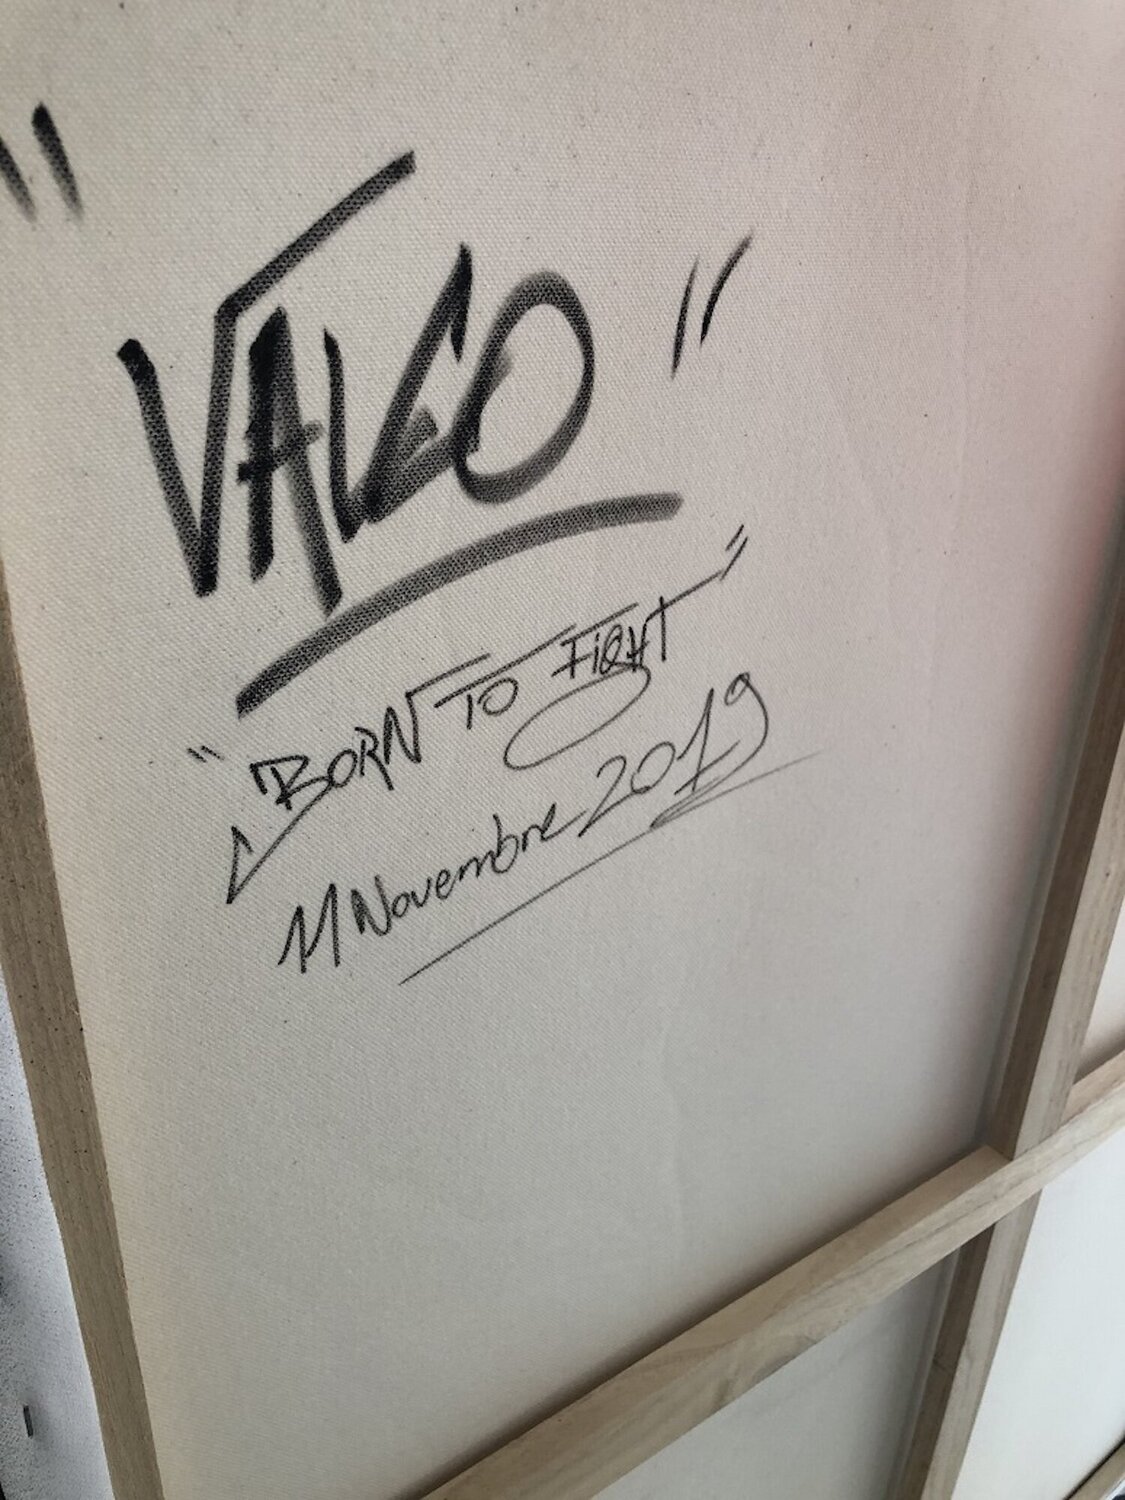 " VALCO "
"BORN TO FIGHT"
11 Novembre 2019